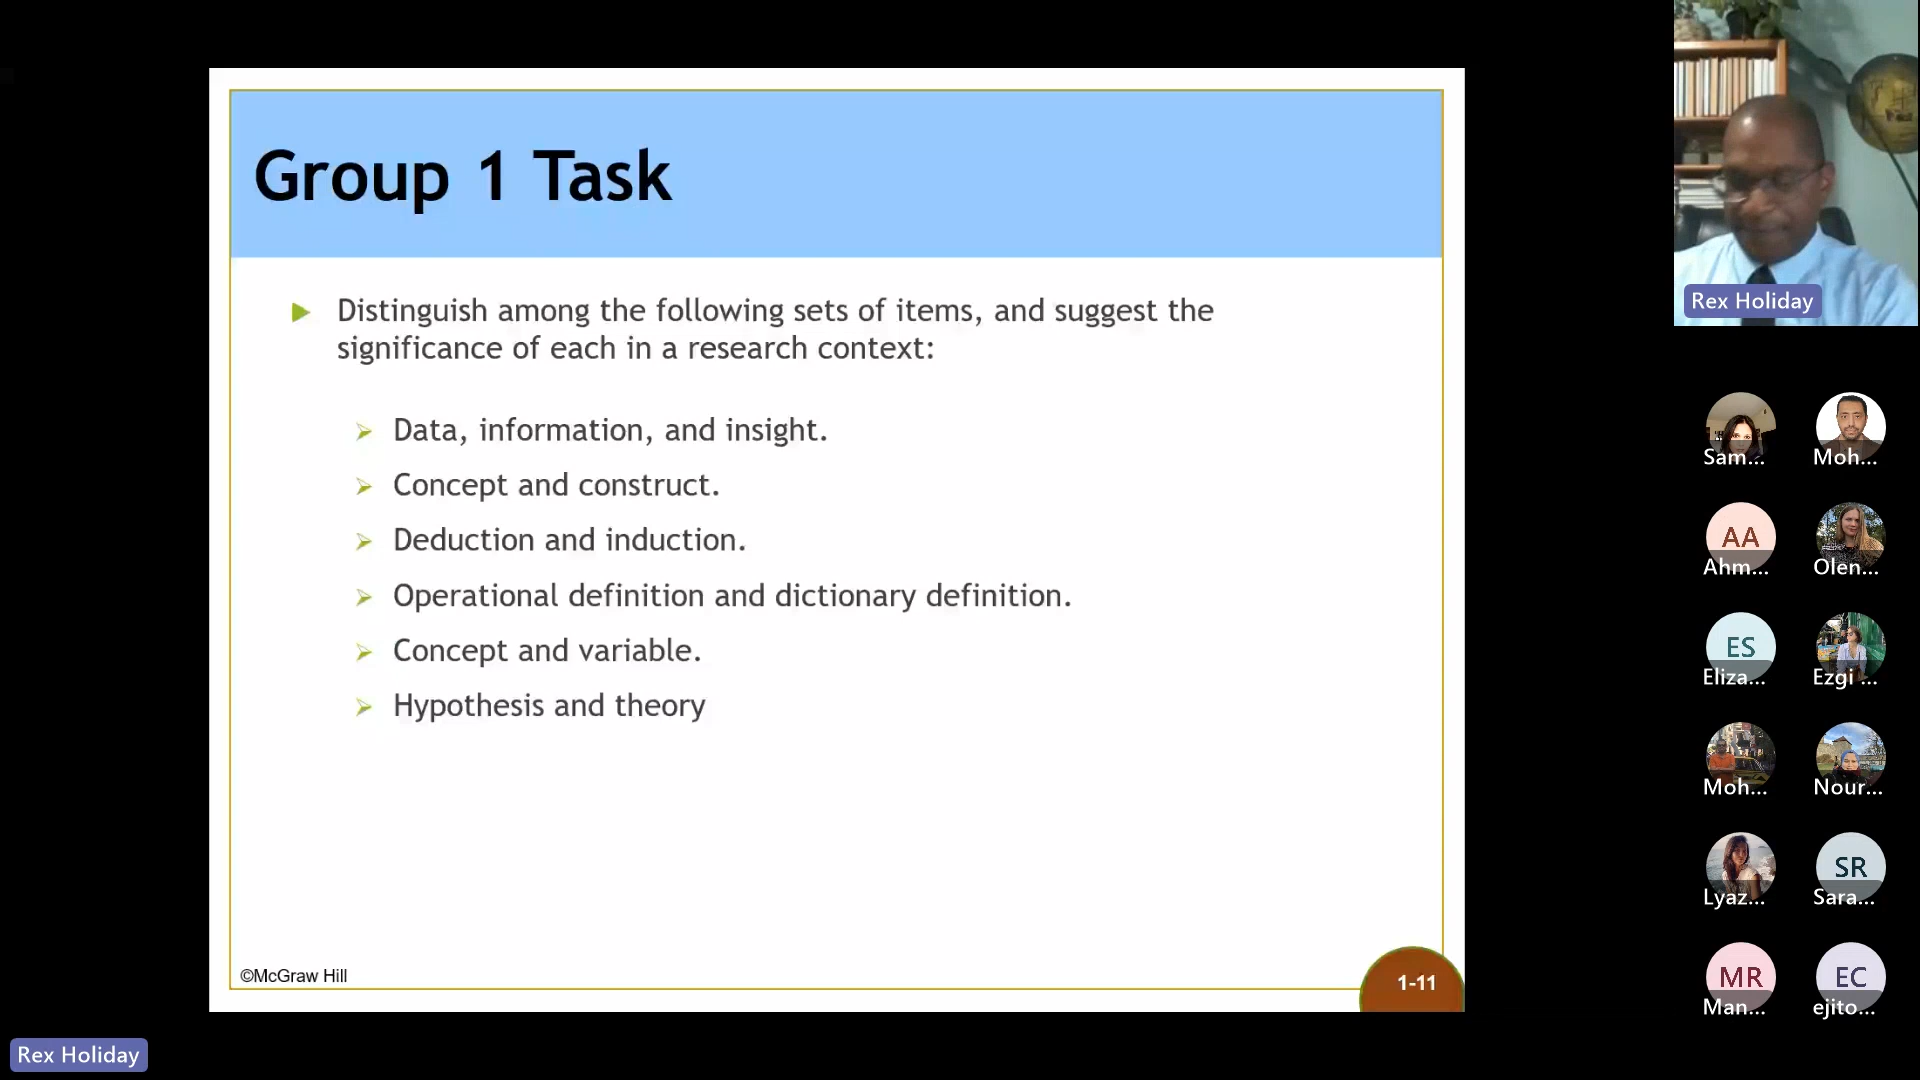 Group 1 Task
Distinguish among the following sets of items, and suggest the
significance of each in a research context:
Data, information, and insight.
Concept and construct.
Deduction and induction.
Operational definition and dictionary definition.
Concept and variable.
Hypothesis and theory
©McGraw Hill
1-11
Rex Holiday
Rex Holiday
Sam...
Moh...
AA
Ahm...
Olen...
ES
Eliza...
Ezgi ...
Moh...
Nour...
Lyaz...
SR
Sara...
MR
Man...
EC
ejito...